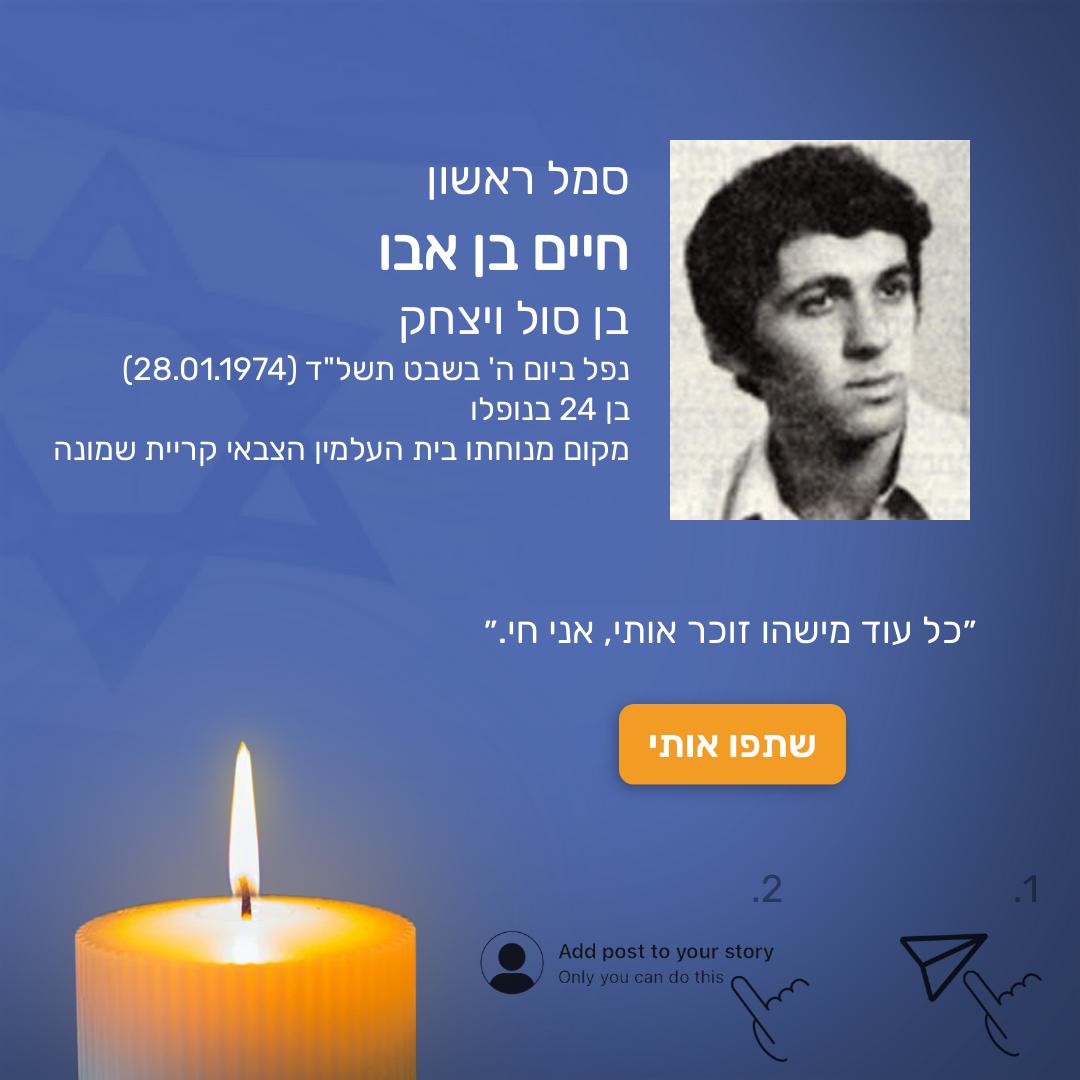 סמל ראשון
חיים בן אבו
בן סול ויצחק
נפל ביום ה' בשבט תשל"ד (28.01.1974)
בן 24 בנופלו
מקום מנוחתו בית העלמין הצבאי קריית שמונה
״כל עוד מישהו זוכר אותי, אני חי.״
שתפו אותי
.1
.2
Add post to your story
Only you can do this